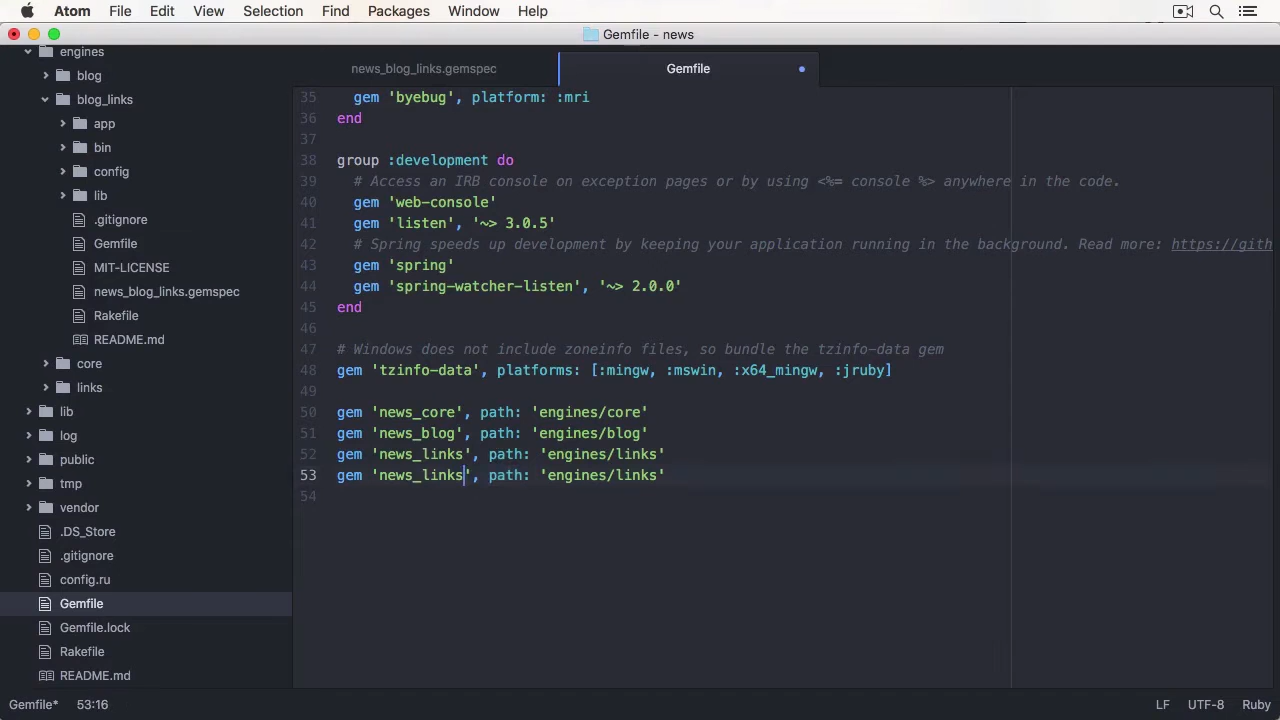 Atom File Edit View Selection Find Packages Window Help
Gemfile - news
engines
blog
blog_links
app
bin
config
lib
.gitignore
Gemfile
MIT-LICENSE
news_blog_links.gemspec
Rakefile
README.md
core
links
lib
log
public
tmp
vendor
.DS_Store
.gitignore
config.ru
Gemfile
Gemfile.lock
Rakefile
README.md
news_blog_links.gemspec Gemfile
35 gem 'byebug', platform: :mri
36 end
37
38 group :development do
39 # Access an IRB console on exception pages or by using <%= console %> anywhere in the code.
40 gem 'web-console'
41 gem 'listen', '~> 3.0.5'
42 # Spring speeds up development by keeping your application running in the background. Read more: https://gith
43 gem 'spring'
44 gem 'spring-watcher-listen', '~> 2.0.0'
45 end
46
47 # Windows does not include zoneinfo files, so bundle the tzinfo-data gem
48 gem 'tzinfo-data', platforms: [:mingw, :mswin, :x64_mingw, :jruby]
49
50 gem 'news_core', path: 'engines/core'
51 gem 'news_blog', path: 'engines/blog'
52 gem 'news_links', path: 'engines/links'
53 gem 'news_links', path: 'engines/links'
54
Gemfile* 53:16 LF UTF-8 Ruby